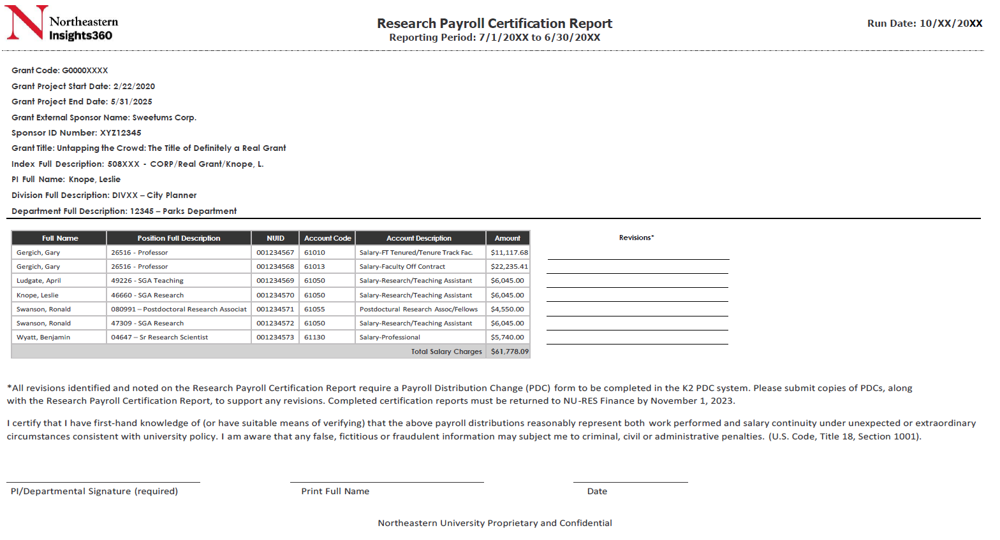 N Northeastern
Insights360
Research Payroll Certification Report
Reporting Period: 7/1/20XX to 6/30/20XX
Run Date: 10/XX/20XX
Grant Code: G0000XXXX
Grant Project Start Date: 2/22/2020
Grant Project End Date: 5/31/2025
Grant External Sponsor Name: Sweetums Corp.
Sponsor ID Number: XYZ12345
Grant Title: Untapping the Crowd: The Title of Definitely a Real Grant
Index Full Description: 508XXX - CORP/Real Grant/Knope, L.
PI Full Name: Knope, Leslie
Division Full Description: DIVXX – City Planner
Department Full Description: 12345 – Parks Department
Full Name Position Full Description NUID Account Code Account Description Amount Revisions*
Gergich, Gary 26516 - Professor 001234567 61010 Salary-FT Tenured/Tenure Track Fac. $11,117.68
Gergich, Gary 26516 - Professor 001234568 61013 Salary-Faculty Off Contract $22,235.41
Ludgate, April 49226 - SGA Teaching 001234569 61050 Salary-Research/Teaching Assistant $6,045.00
Knope, Leslie 46660 - SGA Research 001234570 61050 Salary-Research/Teaching Assistant $6,045.00
Swanson, Ronald 080991 – Postdoctoral Research Associat 001234571 61055 Postdoctural Research Assoc/Fellows $4,550.00
Swanson, Ronald 47309 - SGA Research 001234572 61050 Salary-Research/Teaching Assistant $6,045.00
Wyatt, Benjamin 04647 – Sr Research Scientist 001234573 61130 Salary-Professional $5,740.00
Total Salary Charges $61,778.09
*All revisions identified and noted on the Research Payroll Certification Report require a Payroll Distribution Change (PDC) form to be completed in the K2 PDC system. Please submit copies of PDCs, along
with the Research Payroll Certification Report, to support any revisions. Completed certification reports must be returned to NU-RES Finance by November 1, 2023.
I certify that I have first-hand knowledge of (or have suitable means of verifying) that the above payroll distributions reasonably represent both work performed and salary continuity under unexpected or extraordinary
circumstances consistent with university policy. I am aware that any false, fictitious or fraudulent information may subject me to criminal, civil or administrative penalties. (U.S. Code, Title 18, Section 1001).
PI/Departmental Signature (required) Print Full Name Date
Northeastern University Proprietary and Confidential